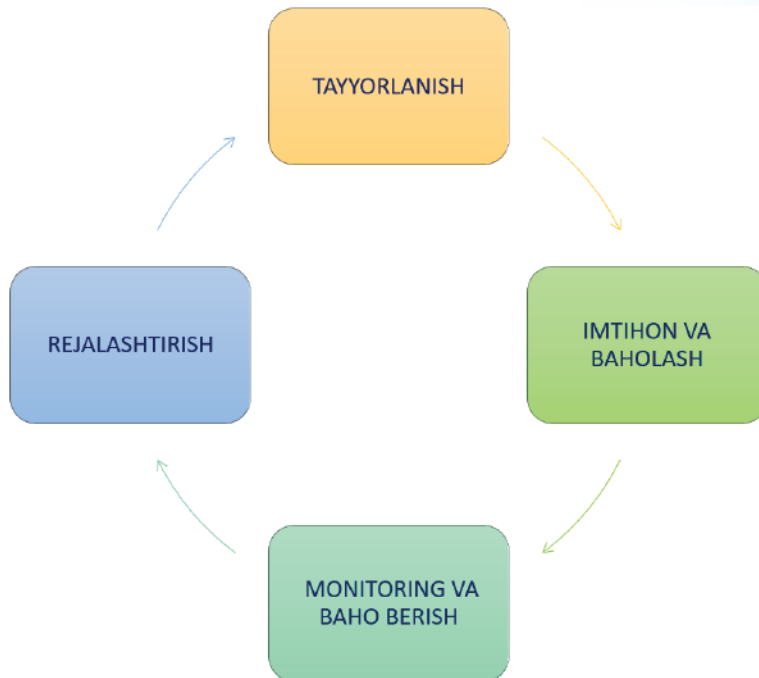 TAYYORLANISH
IMTIHON VA
BAHOLASH
REJALASHTIRISH
MONITORING VA
BAHO BERISH